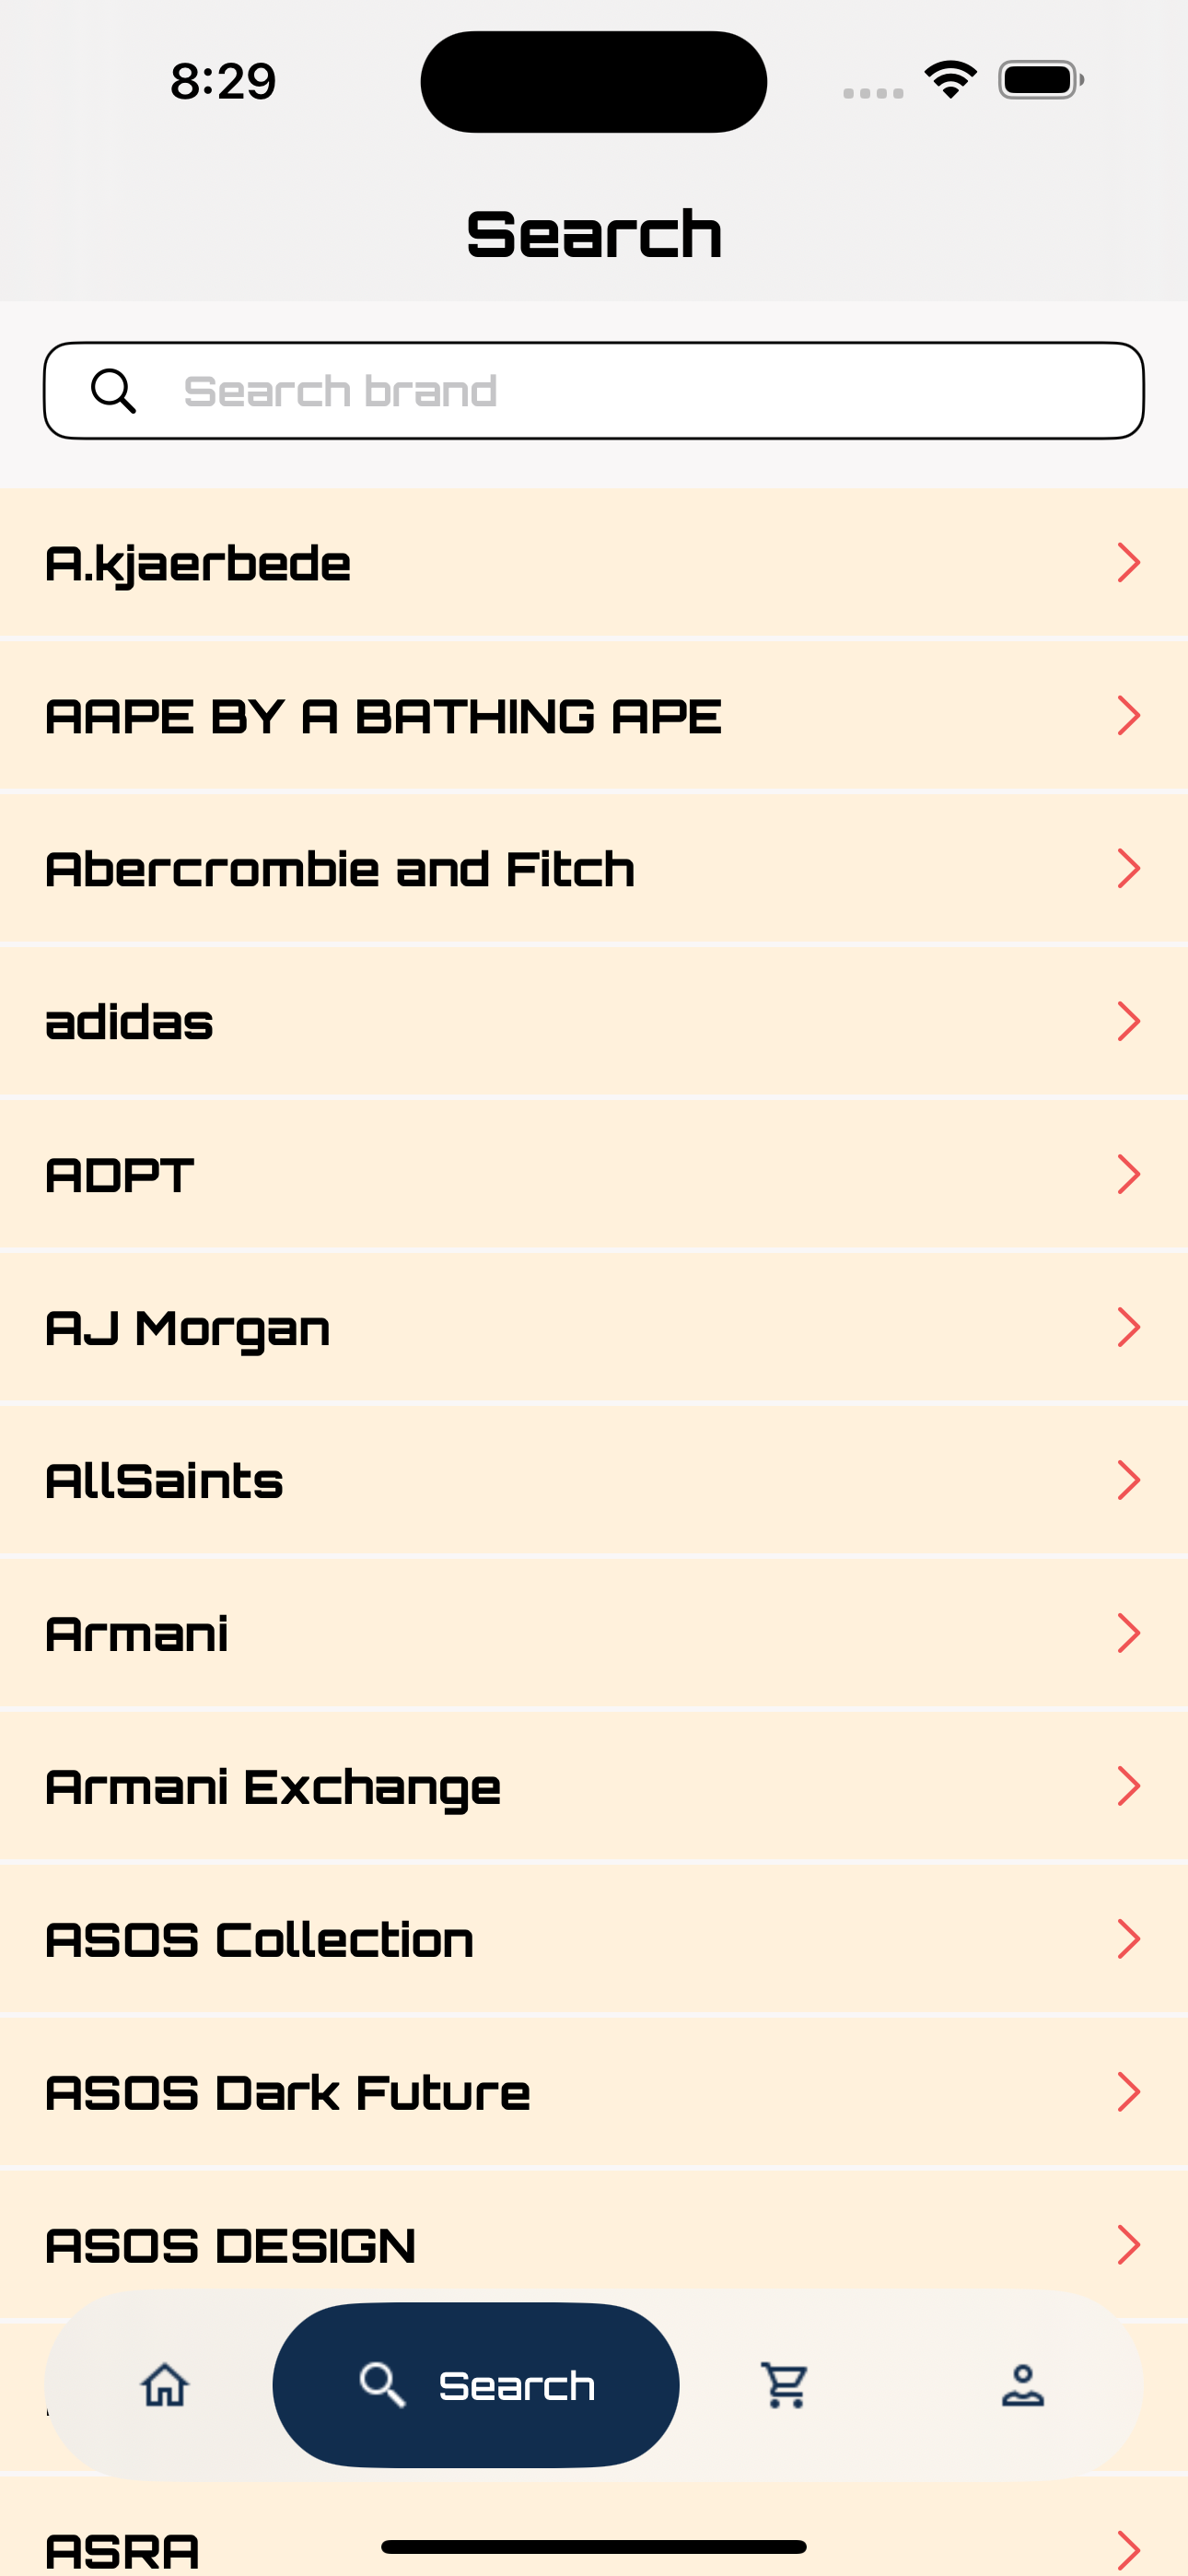 8:29
Search
Search brand
A.kjaerbede
AAPE BY A BATHING APE
Abercrombie and Fitch
adidas
ADPT
AJ Morgan
AllSaints
Armani
Armani Exchange
ASOS Collection
ASOS Dark Future
ASOS DESIGN
Search
ASRA